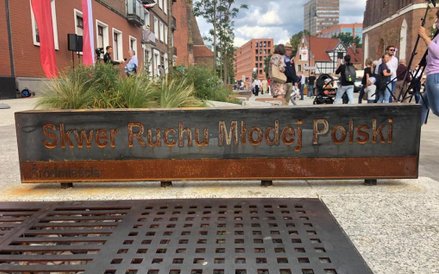 Skwer Ruchu Młodej Polski
Śródmieście